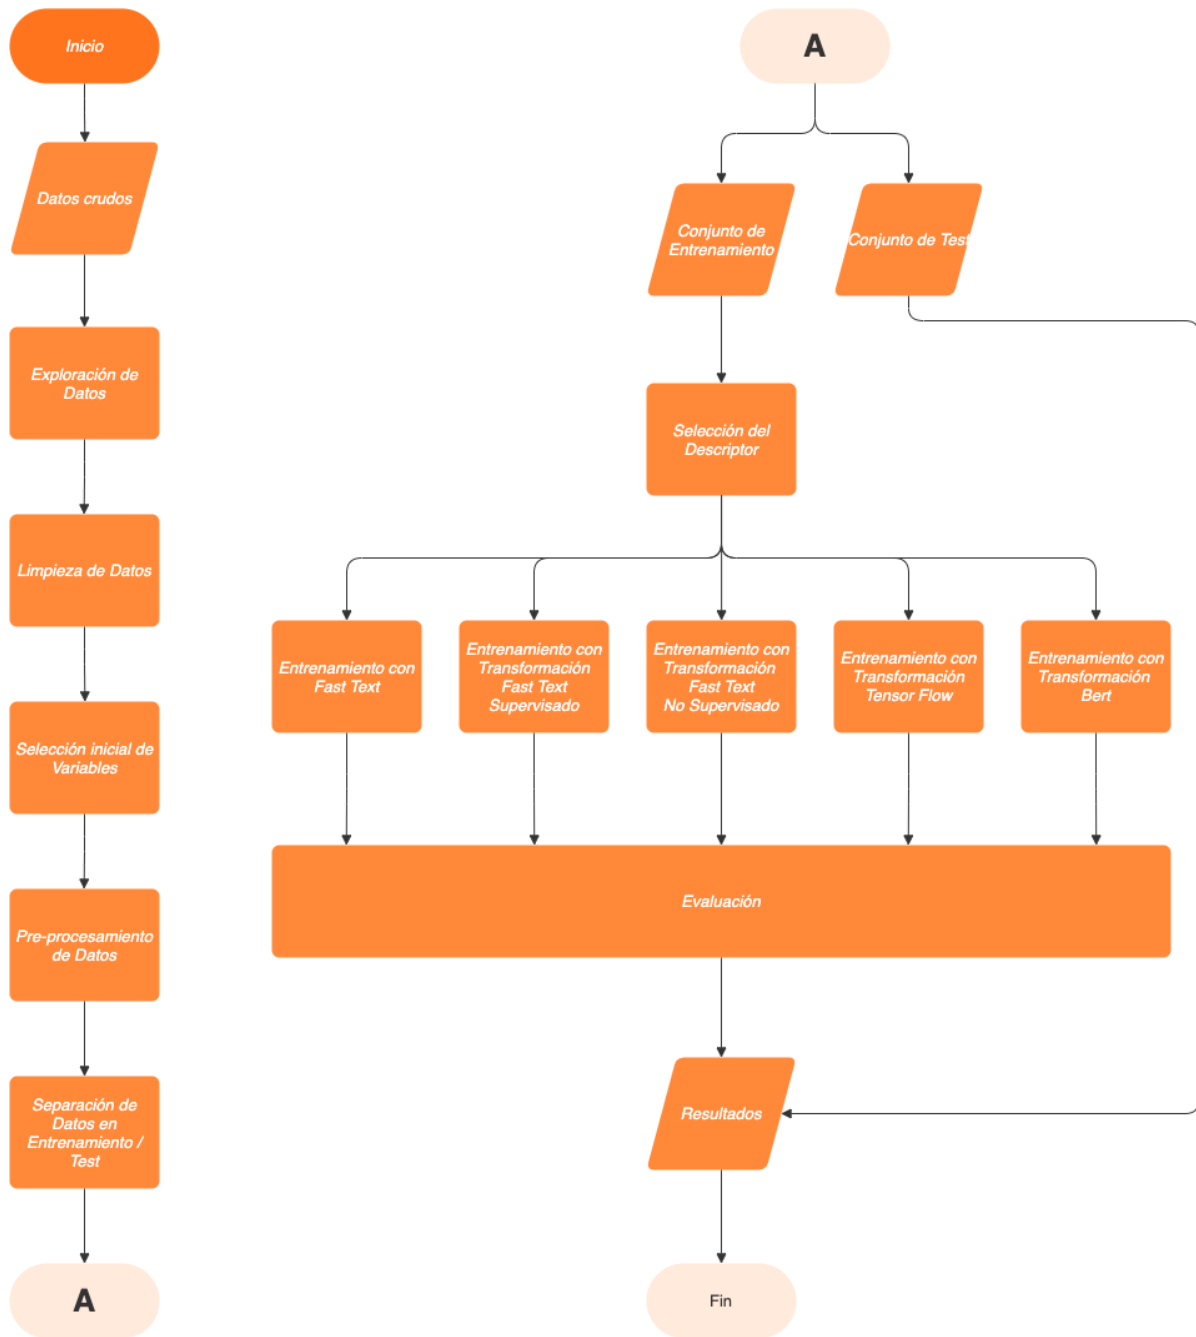 Inicio
Datos crudos
Exploración de
Datos
Limpieza de Datos
Selección inicial de
Variables
Pre-procesamiento
de Datos
Separación de
Datos en
Entrenamiento /
Test
A
A
Conjunto de
Entrenamiento
Conjunto de Test
Selección del
Descriptor
Entrenamiento con
Fast Text
Entrenamiento con
Transformación
Fast Text
Supervisado
Entrenamiento con
Transformación
Fast Text
No Supervisado
Entrenamiento con
Transformación
Tensor Flow
Entrenamiento con
Transformación
Bert
Evaluación
Resultados
Fin